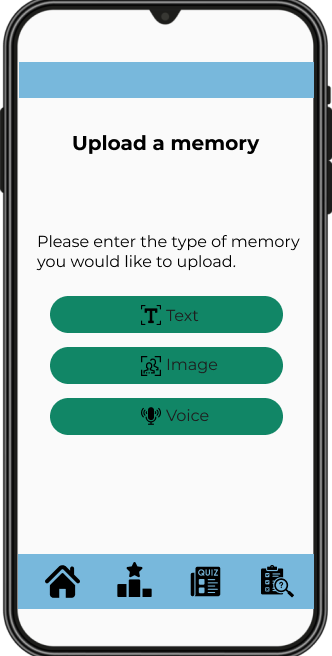 Upload a memory
Please enter the type of memory
you would like to upload.
T Text
Image
Voice
QUIZ
?